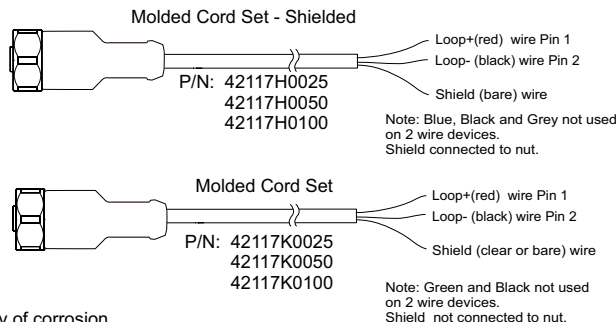 Molded Cord Set - Shielded
Loop+(red) wire Pin 1
Loop- (black) wire Pin 2
Shield (bare) wire
P/N: 42117H0025
42117H0050
42117H0100
Note: Blue, Black and Grey not used
on 2 wire devices.
Shield connected to nut.
Molded Cord Set
Loop+(red) wire Pin 1
Loop- (black) wire Pin 2
Shield (clear or bare) wire
P/N: 42117K0025
42117K0050
42117K0100
Note: Green and Black not used
on 2 wire devices.
Shield not connected to nut.
y of corrosion